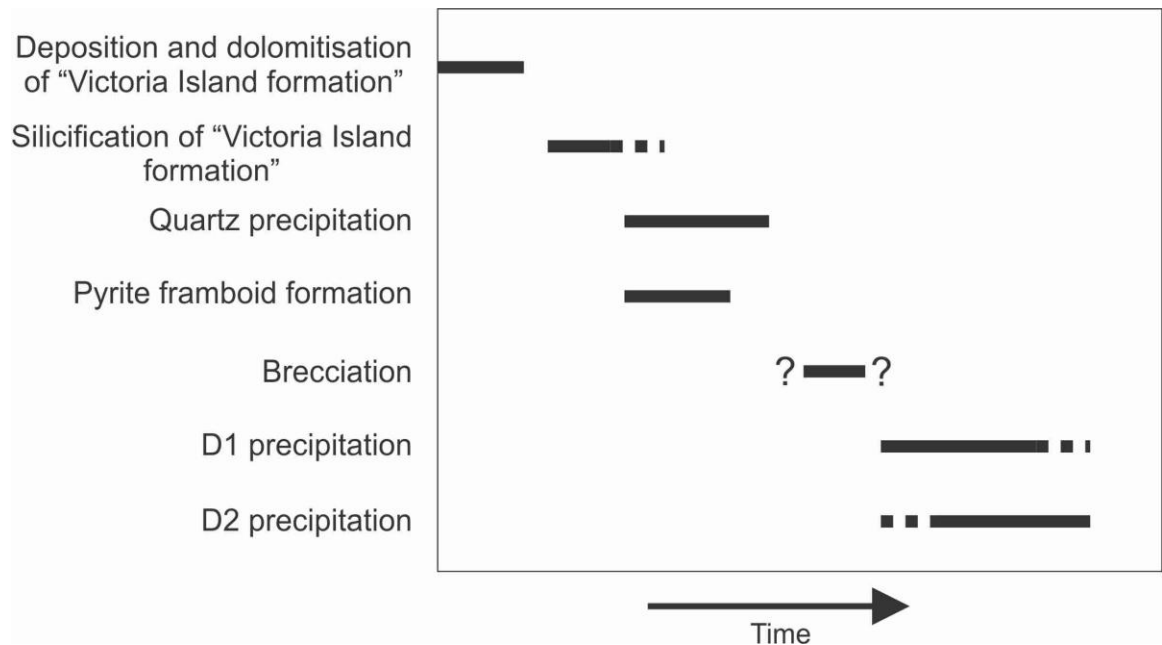 Deposition and dolomitisation
of “Victoria Island formation”
Silicification of “Victoria Island
formation”
Quartz precipitation
Pyrite framboid formation
Brecciation
? ?
D1 precipitation
D2 precipitation
Time